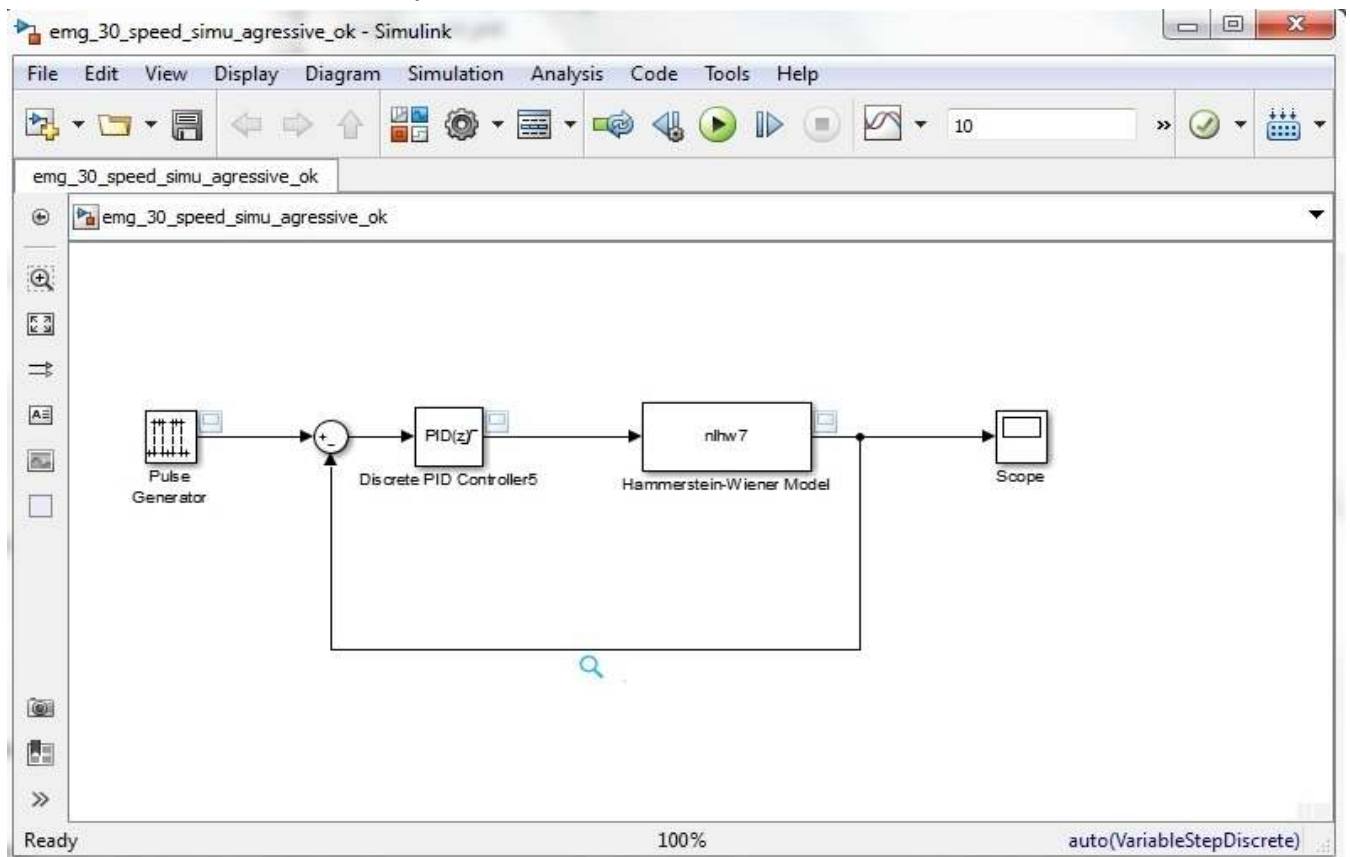 emg_30_speed_simu_agressive_ok - Simulink
File Edit View Display Diagram Simulation Analysis Code Tools Help
10
emg_30_speed_simu_agressive_ok
emg_30_speed_simu_agressive_ok
Pulse
Generator
+
-
PID(z)
Discrete PID Controller5
nlhw7
Hammerstein-Wiener Model
Scope
Ready 100% auto(VariableStepDiscrete)